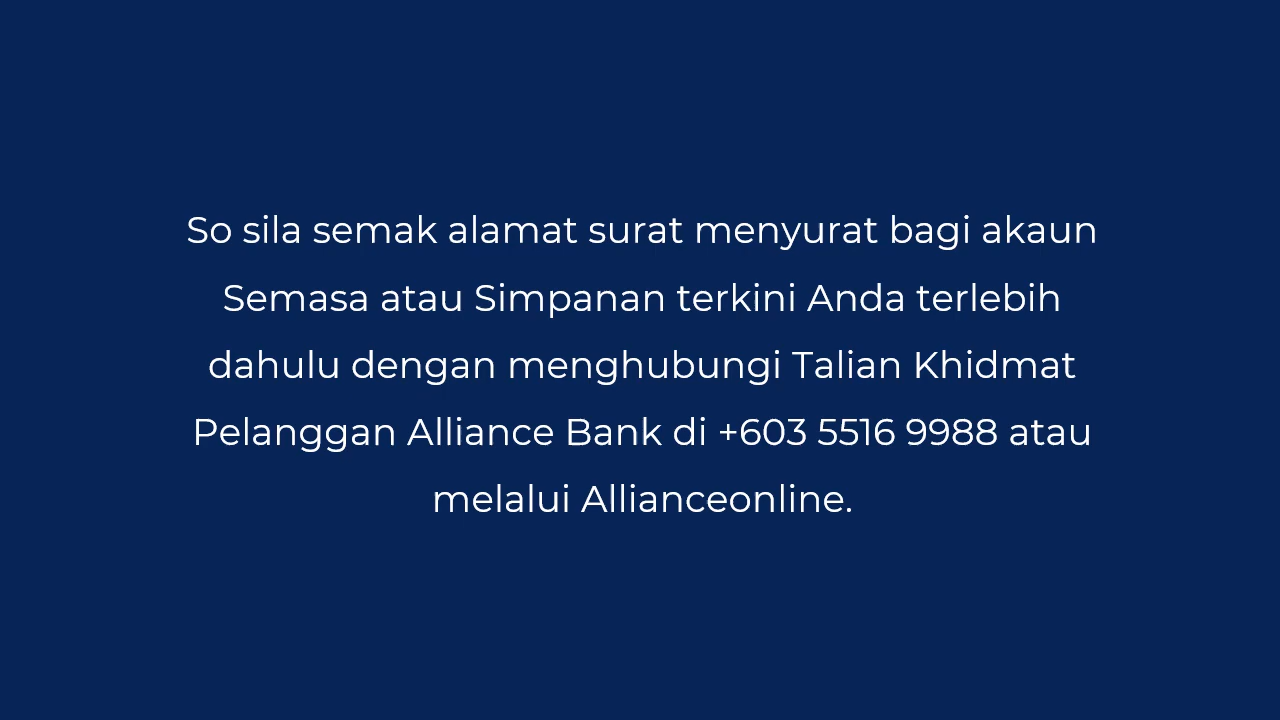 So sila semak alamat surat menyurat bagi akaun
Semasa atau Simpanan terkini Anda terlebih
dahulu dengan menghubungi Talian Khidmat
Pelanggan Alliance Bank di +603 5516 9988 atau
melalui Allianceonline.